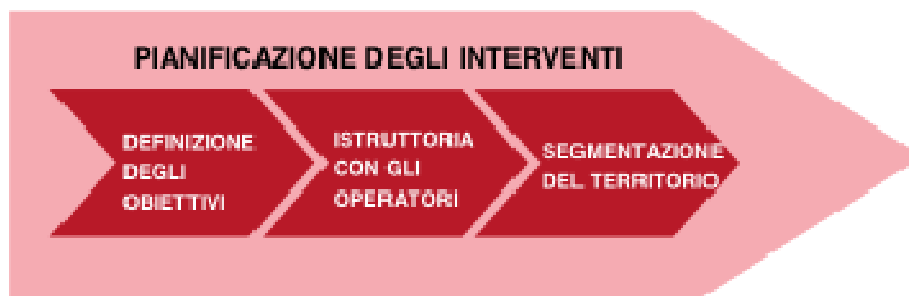 PIANIFICAZIONE DEGLI INTERVENTI
DEFINIZIONE
DEGLI
OBIETTIVI
ISTRUTTORIA
CON GLI
OPERATORI
SEGMENTAZIONE
DEL TERRITORIO